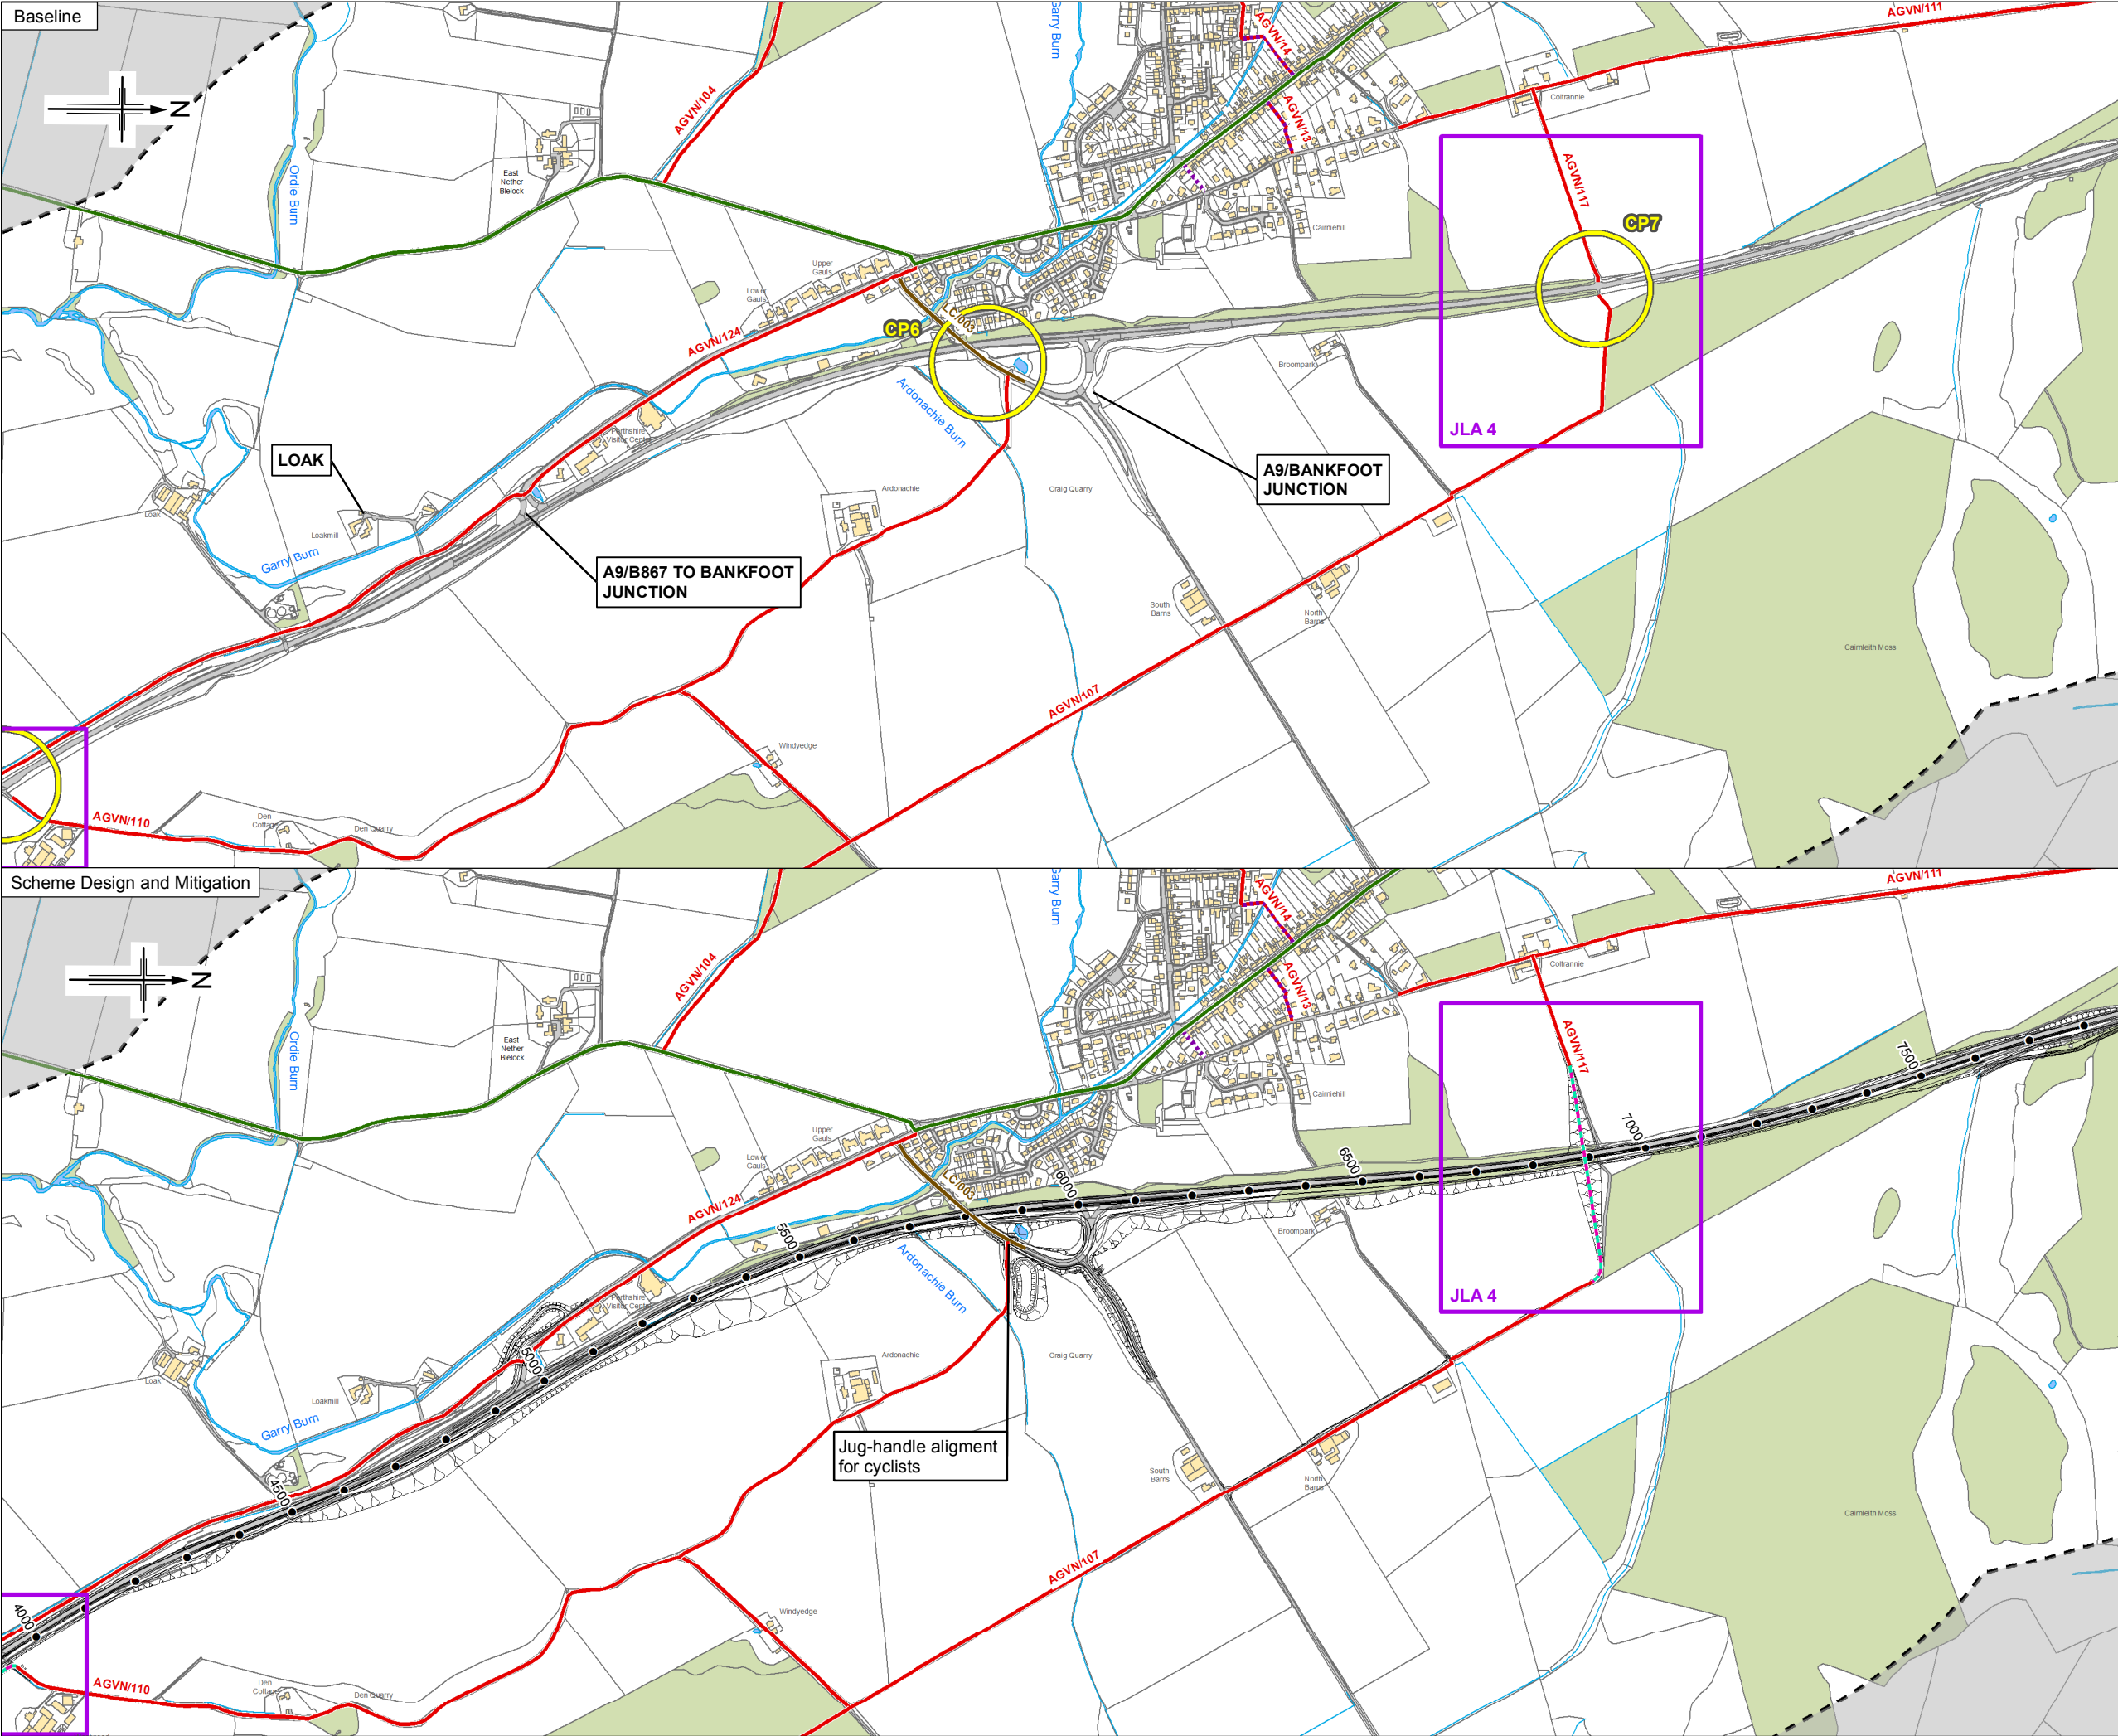 Baseline
AGVN/111
Garry Burn
AGVN/14
AGVN/104
AGVN/13
Coltrannie
N
Ordie Burn
East
Nether
Blelock
AGVN/117
CP7
Cairniehill
Upper
Gauls
Lower
Gauls
LC/003
CP6
AGVN/124
Broompark
Ardonachie Burn
JLA 4
Perthshire
Visitor Centre
LOAK
A9/BANKFOOT
JUNCTION
Ardonachie
Craig Quarry
Loak
Loakmill
Garry Burn
A9/B867 TO BANKFOOT
JUNCTION
South
Barns
North
Barns
Cairnleith Moss
AGVN/107
Windyedge
AGVN/110
Den
Cottage
Den Quarry
Scheme Design and Mitigation
AGVN/111
Garry Burn
AGVN/14
AGVN/104
AGVN/13
Coltrannie
N
Ordie Burn
East
Nether
Blelock
AGVN/117
7500
7000
Cairniehill
Upper
Gauls
Lower
Gauls
6500
6000
LC/003
AGVN/124
5500
Broompark
Ardonachie Burn
JLA 4
Perthshire
Visitor Centre
5000
Ardonachie
Craig Quarry
Loak
Loakmill
Garry Burn
Jug-handle aligment
for cyclists
4500
South
Barns
North
Barns
Cairnleith Moss
AGVN/107
4000
Windyedge
AGVN/110
Den
Cottage
Den Quarry